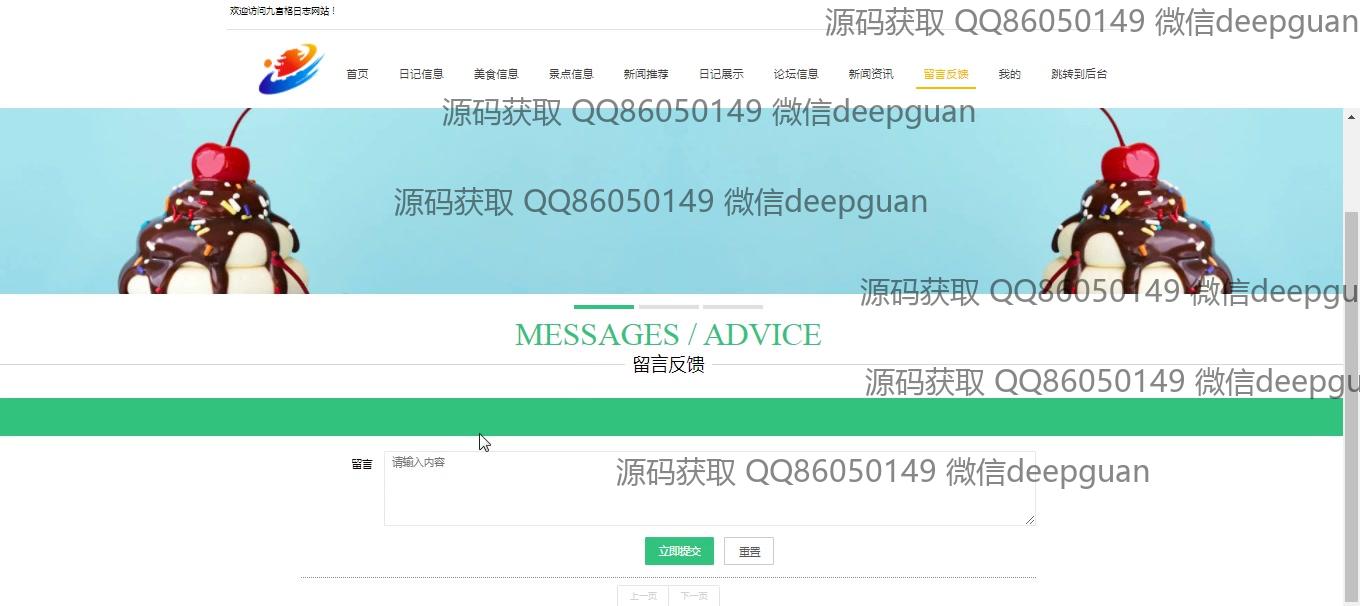 欢迎访问九宫格日志网站！
源码获取 QQ86050149 微信deepguan
首页 日记信息 美食信息 景点信息 新闻推荐 日记展示 论坛信息 新闻资讯 留言反馈 我的 跳转到后台
源码获取 QQ86050149 微信deepguan
源码获取 QQ86050149 微信deepguan
源码获取 QQ86050149 微信deepgu
MESSAGES / ADVICE
留言反馈
源码获取 QQ86050149 微信deepgu
留言 请输入内容
源码获取 QQ86050149 微信deepguan
立即提交 重置
上一页 下一页